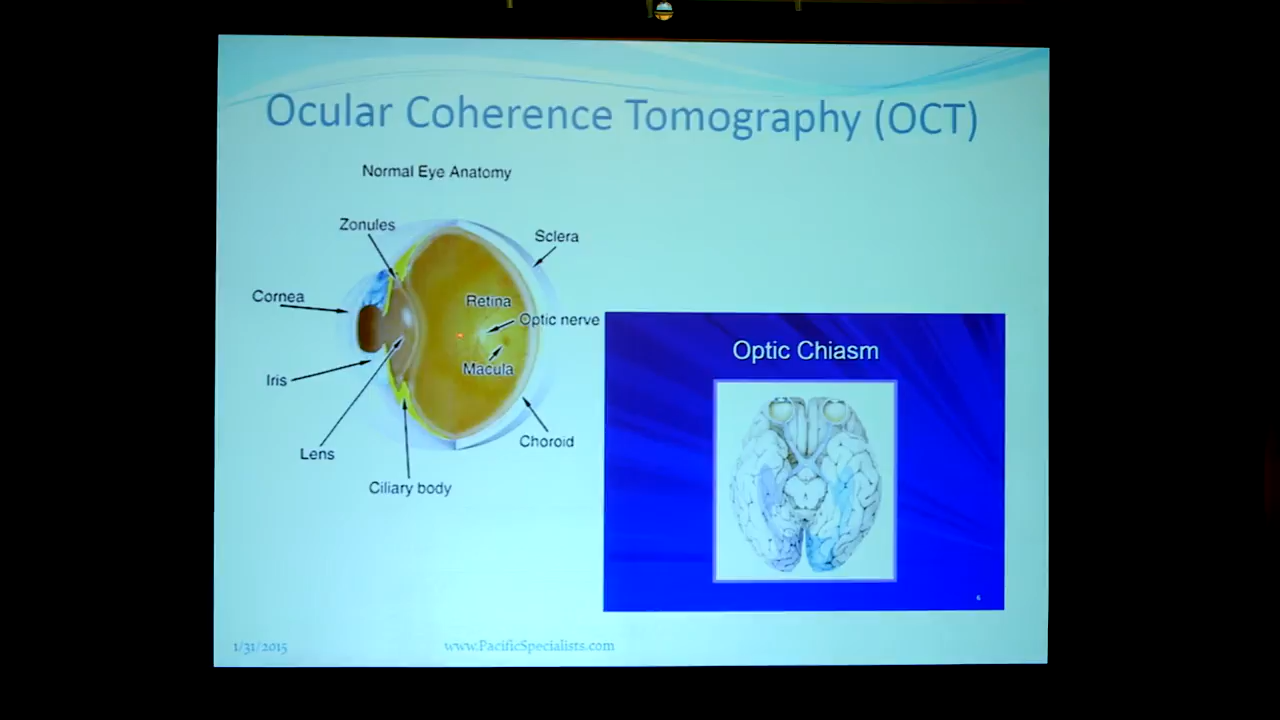 Ocular Coherence Tomography (OCT)
Normal Eye Anatomy
Zonules
Sclera
Cornea
Retina
Optic nerve
Macula
Iris
Choroid
Lens
Ciliary body
Optic Chiasm
6
1/31/2015
www.PacificSpecialists.com